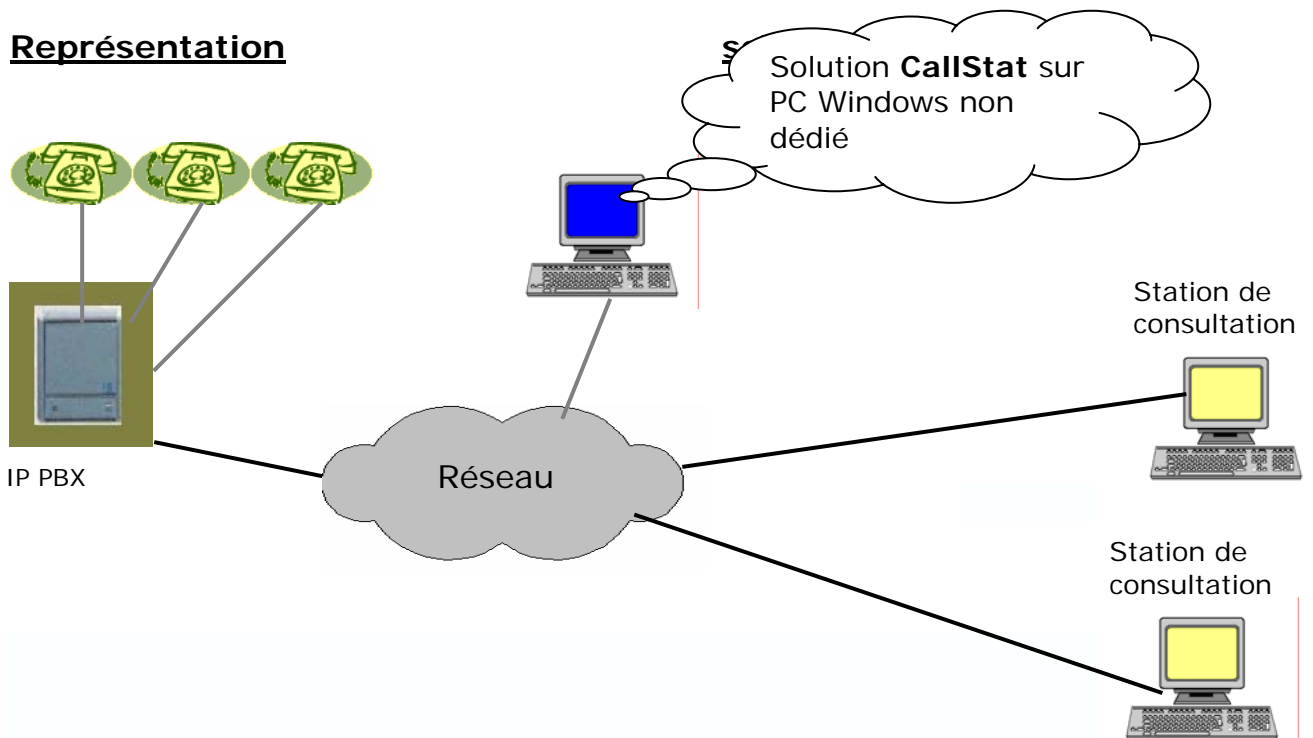 Représentation
Solution CallStat sur
PC Windows non
dédié
Station de
consultation
Réseau
IP PBX
Station de
consultation